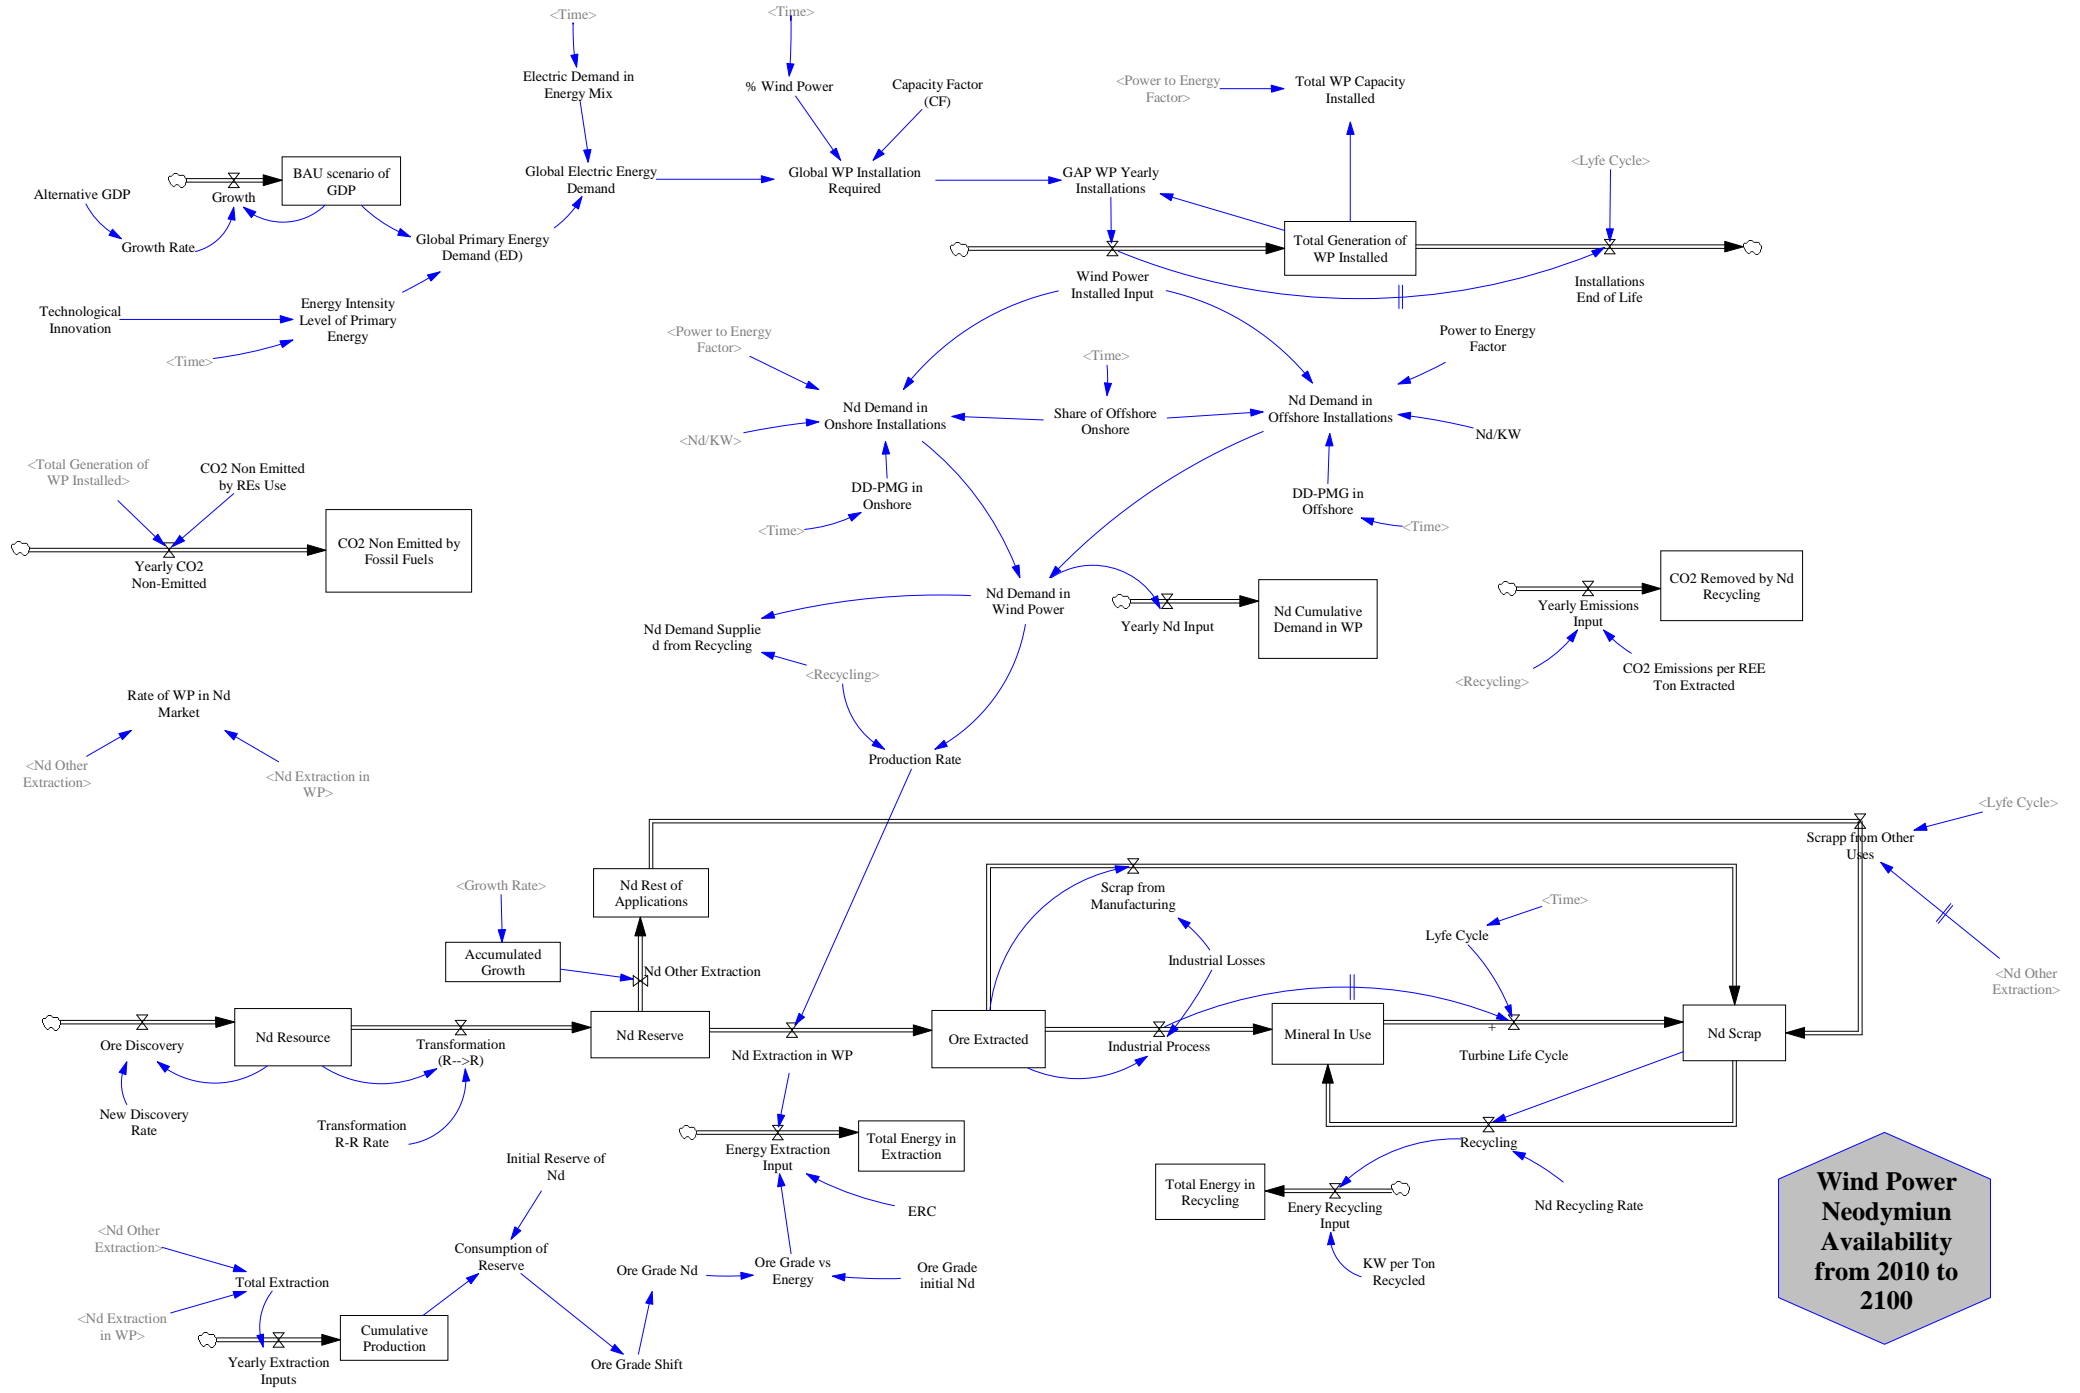 <Time>
<Time>
Electric Demand in
Energy Mix
% Wind Power
Capacity Factor
(CF)
<Power to Energy
Factor>
Total WP Capacity
Installed
BAU scenario of
GDP
Growth
Alternative GDP
Growth Rate
Global Electric Energy
Demand
Global WP Installation
Required
GAP WP Yearly
Installations
<Lyfe Cycle>
Global Primary Energy
Demand (ED)
Total Generation of
WP Installed
Wind Power
Installed Input
Installations
End of Life
Technological
Innovation
Energy Intensity
Level of Primary
Energy
<Time>
<Power to Energy
Factor>
<Time>
Power to Energy
Factor
Nd Demand in
Onshore Installations
Share of Offshore
Onshore
Nd Demand in
Offshore Installations
<Nd/KW>
Nd/KW
<Total Generation of
WP Installed>
CO2 Non Emitted
by REs Use
DD-PMG in
Onshore
<Time>
DD-PMG in
Offshore
<Time>
CO2 Non Emitted by
Fossil Fuels
Yearly CO2
Non-Emitted
Nd Demand in
Wind Power
Yearly Nd Input
Nd Cumulative
Demand in WP
CO2 Removed by Nd
Recycling
Yearly Emissions
Input
Nd Demand Supplie
d from Recycling
<Recycling>
<Recycling>
CO2 Emissions per REE
Ton Extracted
Rate of WP in Nd
Market
<Nd Other
Extraction>
<Nd Extraction in
WP>
Production Rate
<Lyfe Cycle>
Scrapp from Other
Uses
<Growth Rate>
Nd Rest of
Applications
Scrap from
Manufacturing
<Time>
Lyfe Cycle
Accumulated
Growth
Nd Other Extraction
Industrial Losses
<Nd Other
Extraction>
Ore Discovery
Nd Resource
Transformation
(R-->R)
Nd Reserve
Nd Extraction in WP
Ore Extracted
Industrial Process
Mineral In Use
+
Turbine Life Cycle
Nd Scrap
New Discovery
Rate
Transformation
R-R Rate
Energy Extraction
Input
Total Energy in
Extraction
Recycling
Initial Reserve of
Nd
ERC
Total Energy in
Recycling
Enery Recycling
Input
Nd Recycling Rate
Wind Power
Neodymiun
Availability
from 2010 to
2100
<Nd Other
Extraction>
Consumption of
Reserve
Ore Grade Nd
Ore Grade vs
Energy
Ore Grade
initial Nd
KW per Ton
Recycled
Total Extraction
<Nd Extraction
in WP>
Cumulative
Production
Yearly Extraction
Inputs
Ore Grade Shift